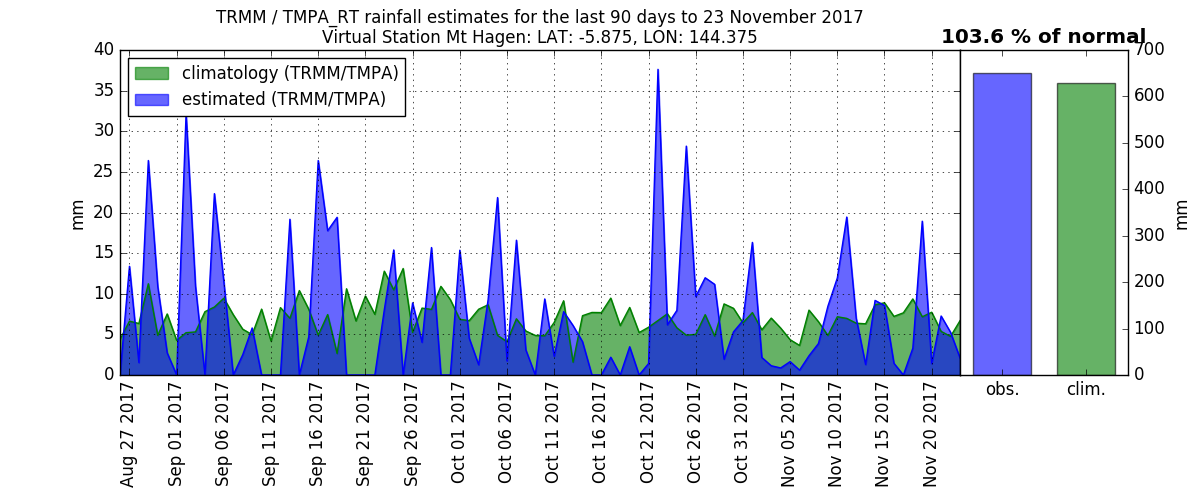 TRMM / TMPA_RT rainfall estimates for the last 90 days to 23 November 2017
Virtual Station Mt Hagen: LAT: -5.875, LON: 144.375
103.6 % of normal
climatology (TRMM/TMPA)
estimated (TRMM/TMPA)
mm
40
35
30
25
20
15
10
5
0
Aug 27 2017
Sep 01 2017
Sep 06 2017
Sep 11 2017
Sep 16 2017
Sep 21 2017
Sep 26 2017
Oct 01 2017
Oct 06 2017
Oct 11 2017
Oct 16 2017
Oct 21 2017
Oct 26 2017
Oct 31 2017
Nov 05 2017
Nov 10 2017
Nov 15 2017
Nov 20 2017
obs.
clim.
700
600
500
400
300
200
100
0
mm